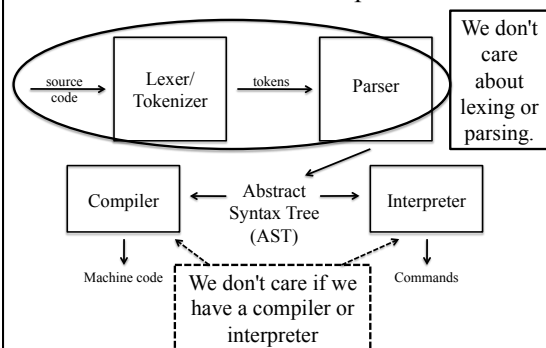 source
code
Lexer/
Tokenizer
tokens
Parser
We don't
care
about
lexing or
parsing.
Compiler
Abstract
Syntax Tree
(AST)
Interpreter
Machine code
We don't care if we
have a compiler or
interpreter
Commands